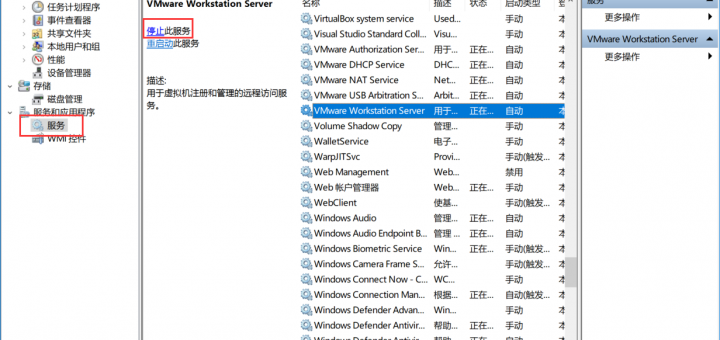 任务计划程序
事件查看器
共享文件夹
本地用户和组
性能
设备管理器
存储
磁盘管理
服务和应用程序
服务
WMI 控件
VMware Workstation Server
停止此服务
重启动此服务
描述:
用于虚拟机注册和管理的远程访问服
务。
名称 描述 状态 启动类型
VirtualBox system service Used... 手动
Visual Studio Standard Coll... Visu... 手动
VMware Authorization Ser... 用于... 正在... 自动
VMware DHCP Service DHC... 正在... 自动
VMware NAT Service Net... 正在... 自动
VMware USB Arbitration S... Arbit... 正在... 自动
VMware Workstation Server 用于... 正在... 自动 本
Volume Shadow Copy 管理... 手动 本
WalletService 电子... 手动 本
WarpJITSvc Provi... 手动(触发... 本
Web Management Web... 禁用 本
Web 帐户管理器 Web... 正在... 手动 本
WebClient 使基... 手动(触发... 本
Windows Audio 管理... 正在... 自动 本
Windows Audio Endpoint B... 管理 ... 正在... 自动 本
Windows Biometric Service Win... 手动(触发... 本
Windows Camera Frame S... 允许... 手动(触发... 本
Windows Connect Now - C... WC... 手动 本
Windows Connection Man... 根据... 正在... 自动(触发... 本
Windows Defender Advan... Win... 手动 本
Windows Defender Antivir... 帮助... 正在... 手动 本
Windows Defender Antivir... 帮助... 正在... 自动 本
服务
更多操作
VMware Workstation Server
更多操作